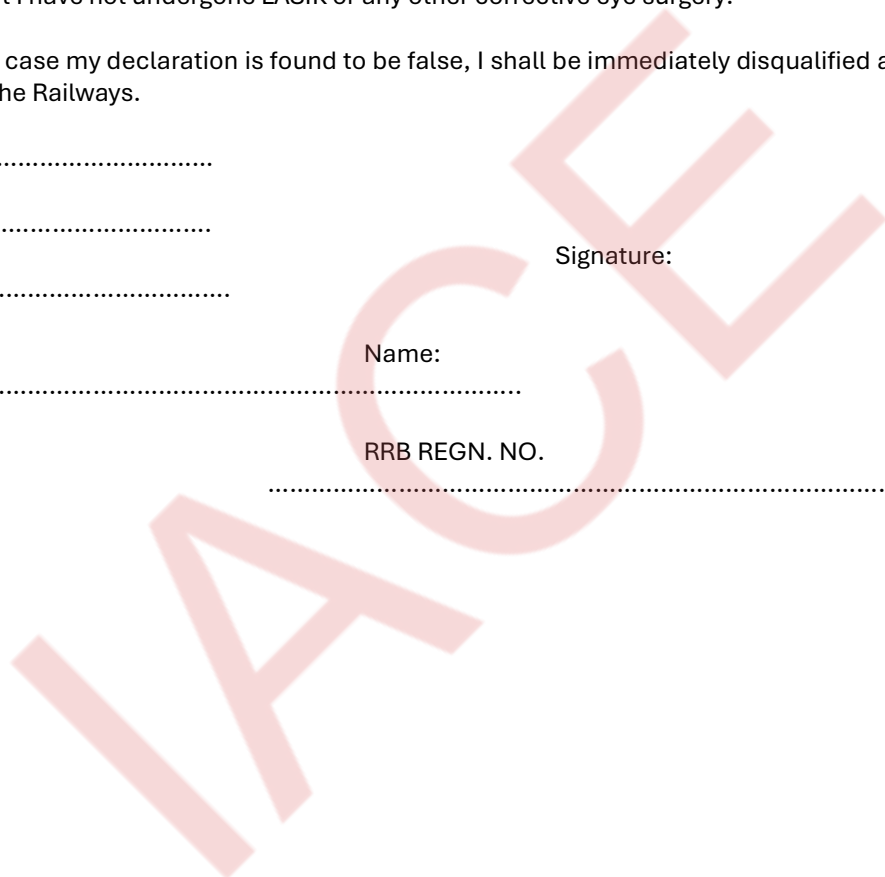 I have not undergone LASIK or any other corrective eye surgery.
case my declaration is found to be false, I shall be immediately disqualified a
he Railways.
................................
................................
Signature:
................................
Name:
........................................................................
RRB REGN. NO.
........................................................................................
IACE